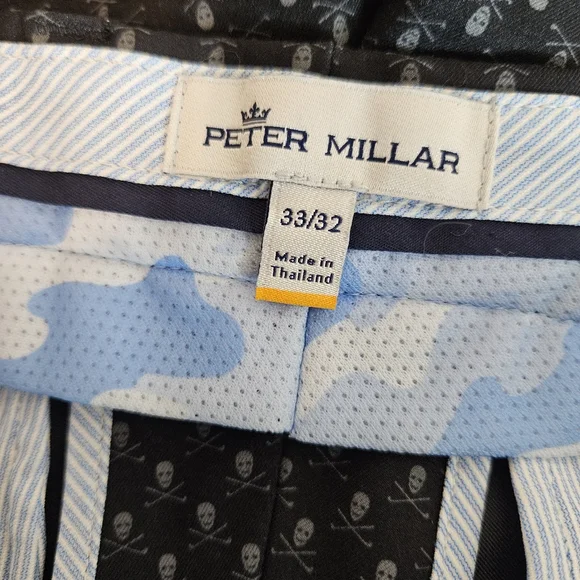 PETER MILLAR
33/32
Made in
Thailand